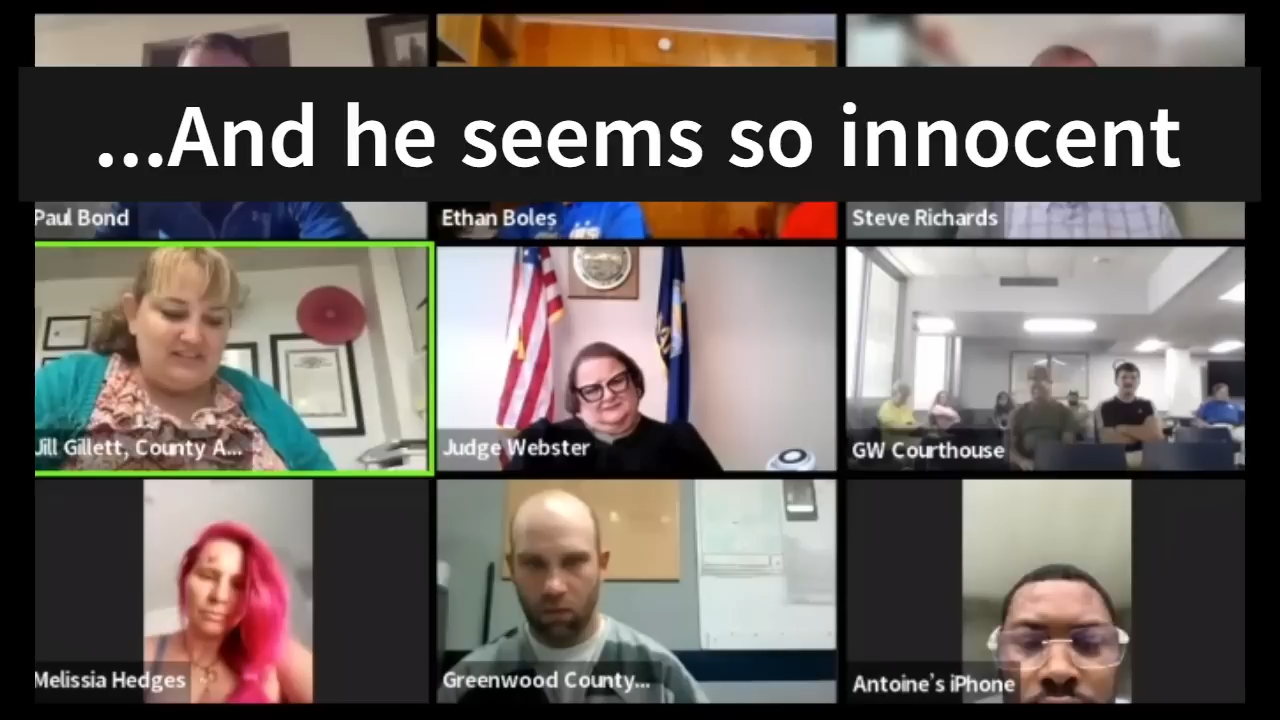 ...And he seems so innocent
Paul Bond
Ethan Boles
Steve Richards
Jill Gillett, County A...
Judge Webster
GW Courthouse
Melissia Hedges
Greenwood County...
Antoine's iPhone